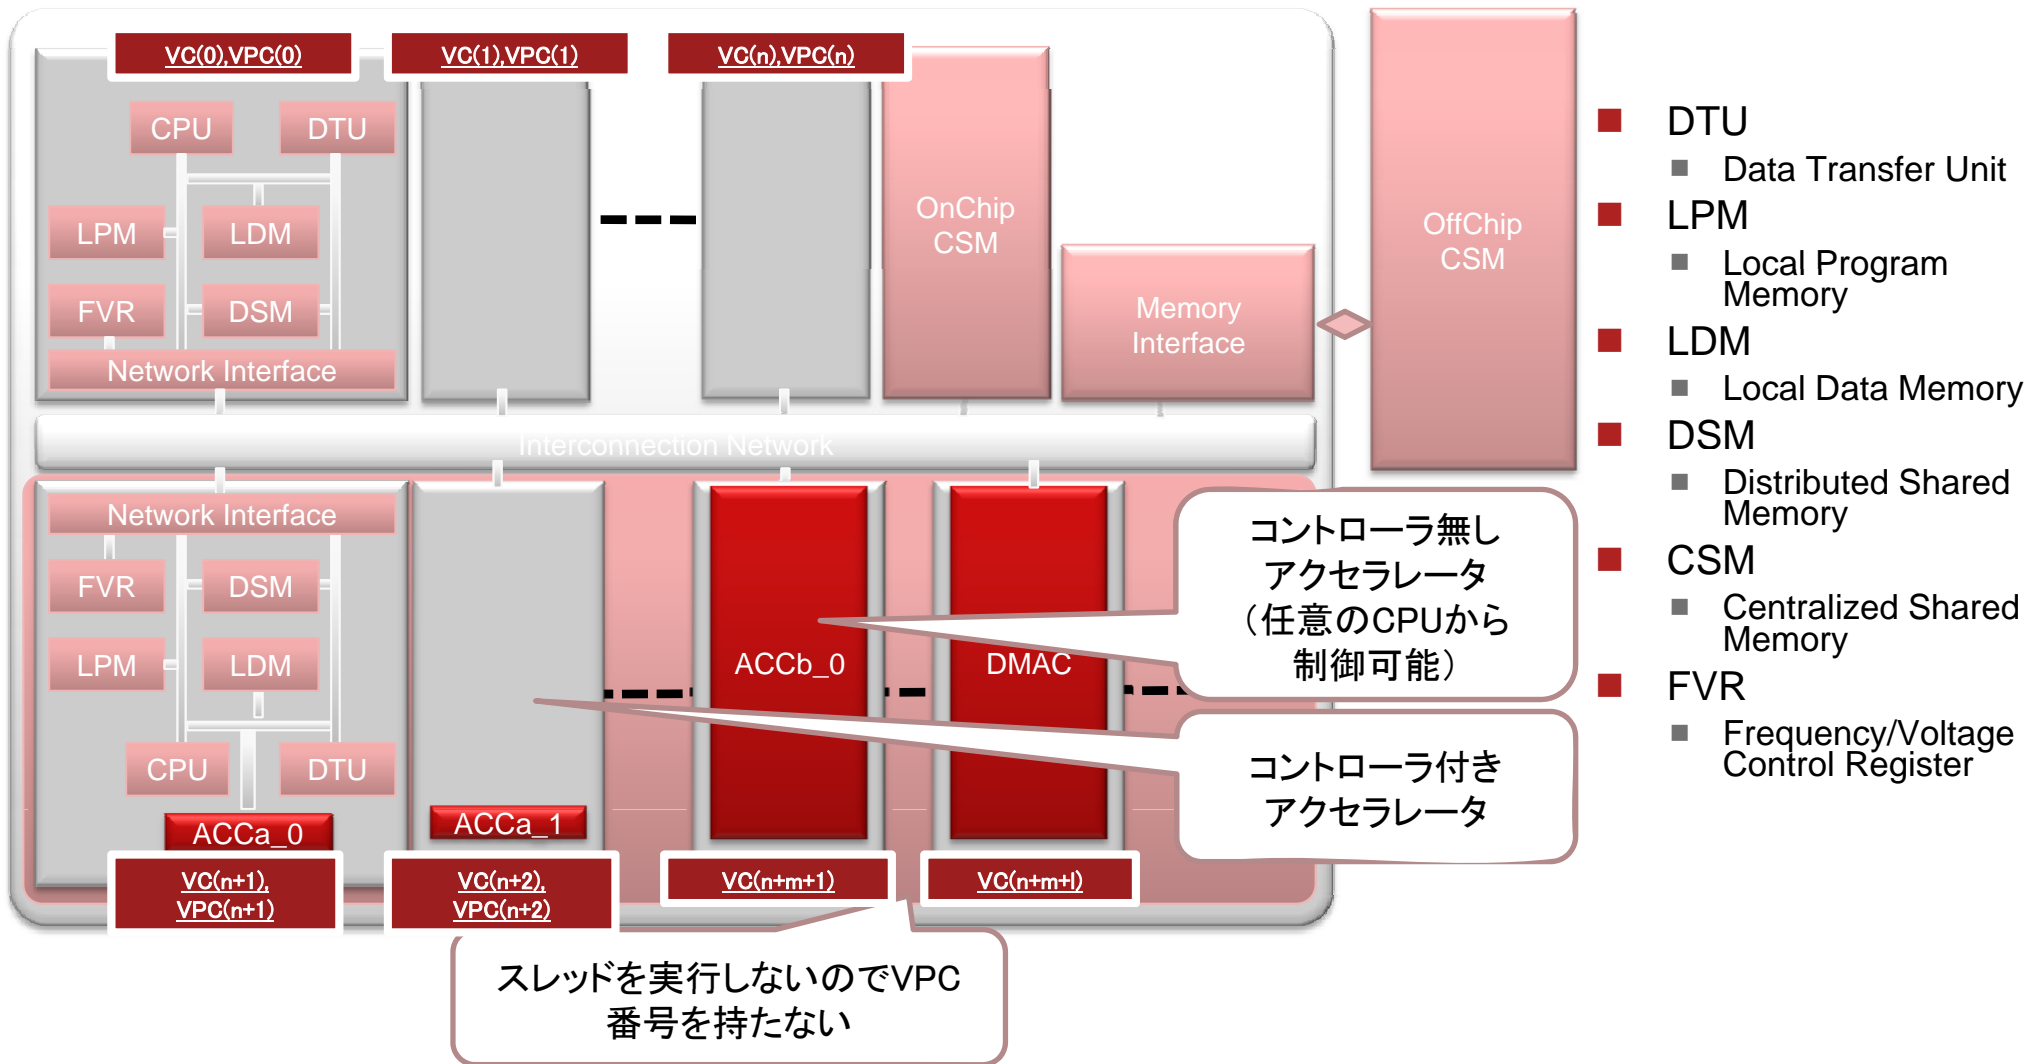 VC(0),VPC(0)
VC(1),VPC(1)
VC(n),VPC(n)
CPU
DTU
LPM
LDM
FVR
DSM
Network Interface
OnChip
CSM
Memory
Interface
OffChip
CSM
Interconnection Network
Network Interface
FVR
DSM
LPM
LDM
CPU
DTU
ACCa_0
ACCa_1
ACCb_0
DMAC
VC(n+1),
VPC(n+1)
VC(n+2),
VPC(n+2)
VC(n+m+1)
VC(n+m+l)
コントローラ無し
アクセラレータ
（任意のCPUから
制御可能）
コントローラ付き
アクセラレータ
スレッドを実行しないのでVPC
番号を持たない
DTU
Data Transfer Unit
LPM
Local Program
Memory
LDM
Local Data Memory
DSM
Distributed Shared
Memory
CSM
Centralized Shared
Memory
FVR
Frequency/Voltage
Control Register